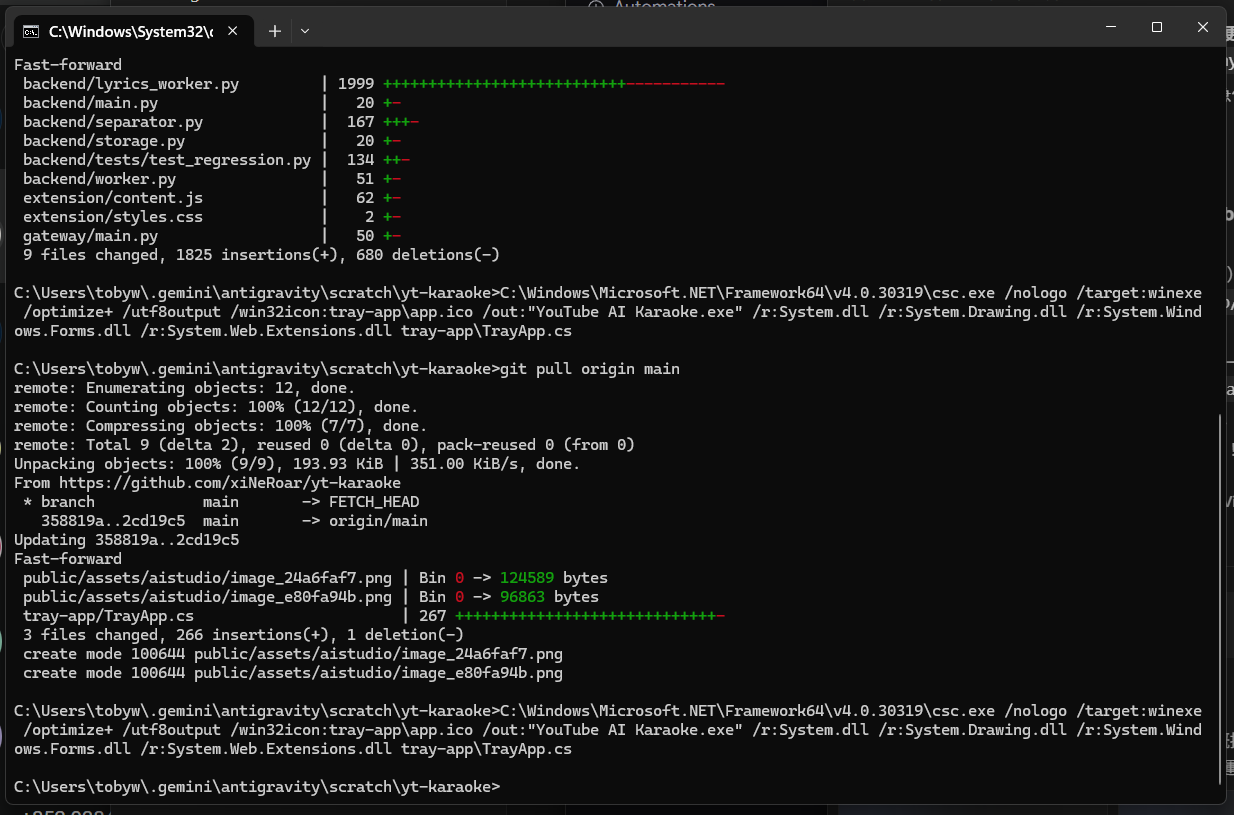 Automations
C:\Windows\System32\c
Fast-forward
backend/lyrics_worker.py | 1999 +++++++++++++++++++++++++++-----------
backend/main.py | 20 +-
backend/separator.py | 167 +++-
backend/storage.py | 20 +-
backend/tests/test_regression.py | 134 ++-
backend/worker.py | 51 +-
extension/content.js | 62 +-
extension/styles.css | 2 +-
gateway/main.py | 50 +-
9 files changed, 1825 insertions(+), 680 deletions(-)
C:\Users\tobyw\.gemini\antigravity\scratch\yt-karaoke>C:\Windows\Microsoft.NET\Framework64\v4.0.30319\csc.exe /nologo /target:winexe
/optimize+ /utf8output /win32icon:tray-app\app.ico /out:"YouTube AI Karaoke.exe" /r:System.dll /r:System.Drawing.dll /r:System.Wind
ows.Forms.dll /r:System.Web.Extensions.dll tray-app\TrayApp.cs
C:\Users\tobyw\.gemini\antigravity\scratch\yt-karaoke>git pull origin main
remote: Enumerating objects: 12, done.
remote: Counting objects: 100% (12/12), done.
remote: Compressing objects: 100% (7/7), done.
remote: Total 9 (delta 2), reused 0 (delta 0), pack-reused 0 (from 0)
Unpacking objects: 100% (9/9), 193.93 KiB | 351.00 KiB/s, done.
From https://github.com/xiNeRoar/yt-karaoke
* branch main -> FETCH_HEAD
358819a..2cd19c5 main -> origin/main
Updating 358819a..2cd19c5
Fast-forward
public/assets/aistudio/image_24a6faf7.png | Bin 0 -> 124589 bytes
public/assets/aistudio/image_e80fa94b.png | Bin 0 -> 96863 bytes
tray-app/TrayApp.cs | 267 +++++++++++++++++++++++++++++-
3 files changed, 266 insertions(+), 1 deletion(-)
create mode 100644 public/assets/aistudio/image_24a6faf7.png
create mode 100644 public/assets/aistudio/image_e80fa94b.png
C:\Users\tobyw\.gemini\antigravity\scratch\yt-karaoke>C:\Windows\Microsoft.NET\Framework64\v4.0.30319\csc.exe /nologo /target:winexe
/optimize+ /utf8output /win32icon:tray-app\app.ico /out:"YouTube AI Karaoke.exe" /r:System.dll /r:System.Drawing.dll /r:System.Wind
ows.Forms.dll /r:System.Web.Extensions.dll tray-app\TrayApp.cs
C:\Users\tobyw\.gemini\antigravity\scratch\yt-karaoke>